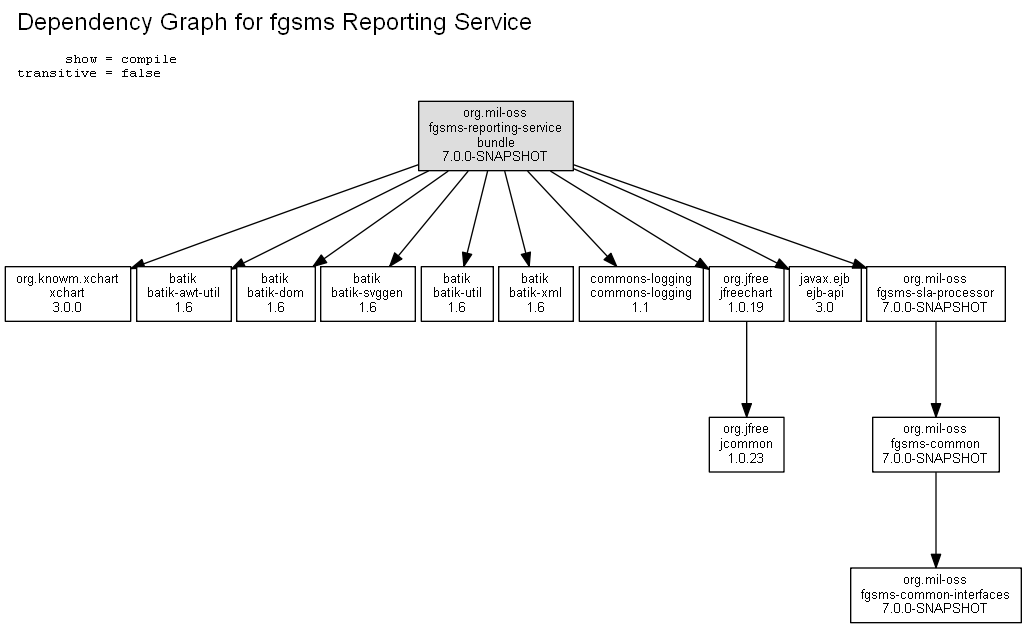 Dependency Graph for fgsms Reporting Service
show = compile
transitive = false
org.mil-oss
fgsms-reporting-service
bundle
7.0.0-SNAPSHOT
org.knowm.xchart
xchart
3.0.0
batik
batik-awt-util
1.6
batik
batik-dom
1.6
batik
batik-svggen
1.6
batik
batik-util
1.6
batik
batik-xml
1.6
commons-logging
commons-logging
1.1
org.jfree
jfreechart
1.0.19
javax.ejb
ejb-api
3.0
org.mil-oss
fgsms-sla-processor
7.0.0-SNAPSHOT
org.jfree
jcommon
1.0.23
org.mil-oss
fgsms-common
7.0.0-SNAPSHOT
org.mil-oss
fgsms-common-interfaces
7.0.0-SNAPSHOT